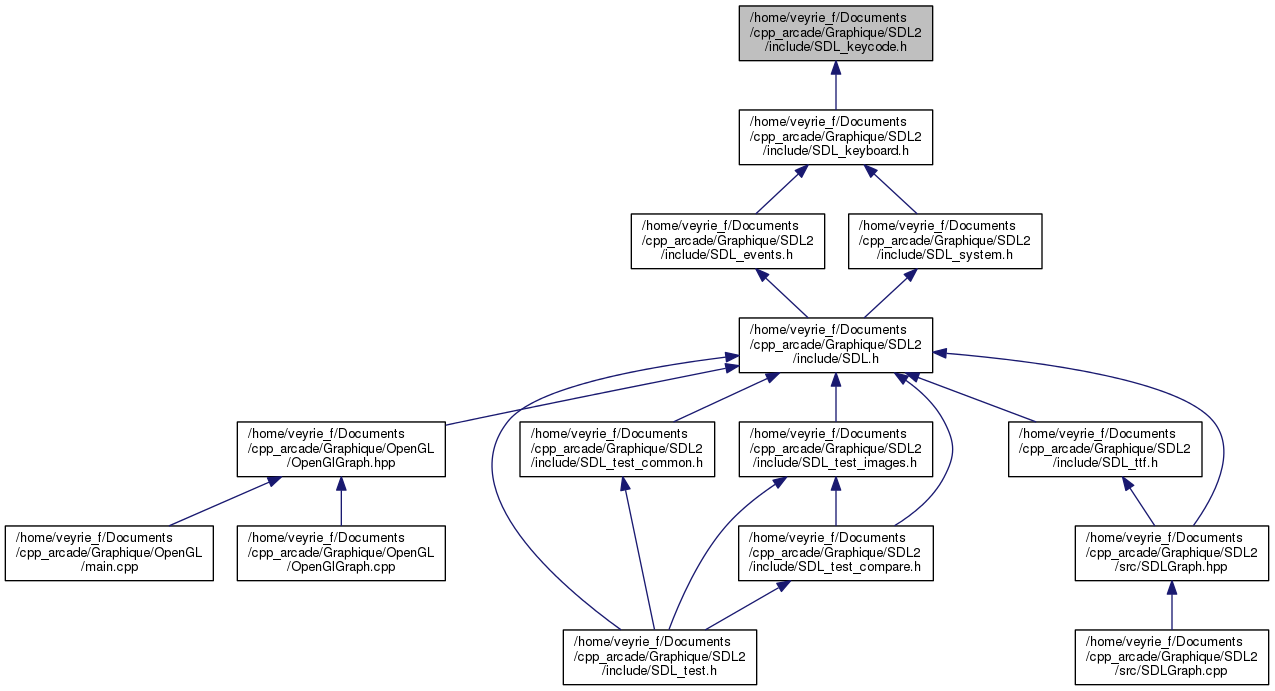 /home/veyrie_f/Documents
/cpp_arcade/Graphique/SDL2
/include/SDL_keycode.h
/home/veyrie_f/Documents
/cpp_arcade/Graphique/SDL2
/include/SDL_keyboard.h
/home/veyrie_f/Documents
/cpp_arcade/Graphique/SDL2
/include/SDL_events.h
/home/veyrie_f/Documents
/cpp_arcade/Graphique/SDL2
/include/SDL_system.h
/home/veyrie_f/Documents
/cpp_arcade/Graphique/SDL2
/include/SDL.h
/home/veyrie_f/Documents
/cpp_arcade/Graphique/OpenGL
/OpenGlGraph.hpp
/home/veyrie_f/Documents
/cpp_arcade/Graphique/SDL2
/include/SDL_test_common.h
/home/veyrie_f/Documents
/cpp_arcade/Graphique/SDL2
/include/SDL_test_images.h
/home/veyrie_f/Documents
/cpp_arcade/Graphique/SDL2
/include/SDL_ttf.h
/home/veyrie_f/Documents
/cpp_arcade/Graphique/OpenGL
/main.cpp
/home/veyrie_f/Documents
/cpp_arcade/Graphique/OpenGL
/OpenGlGraph.cpp
/home/veyrie_f/Documents
/cpp_arcade/Graphique/SDL2
/include/SDL_test_compare.h
/home/veyrie_f/Documents
/cpp_arcade/Graphique/SDL2
/src/SDLGraph.hpp
/home/veyrie_f/Documents
/cpp_arcade/Graphique/SDL2
/include/SDL_test.h
/home/veyrie_f/Documents
/cpp_arcade/Graphique/SDL2
/src/SDLGraph.cpp